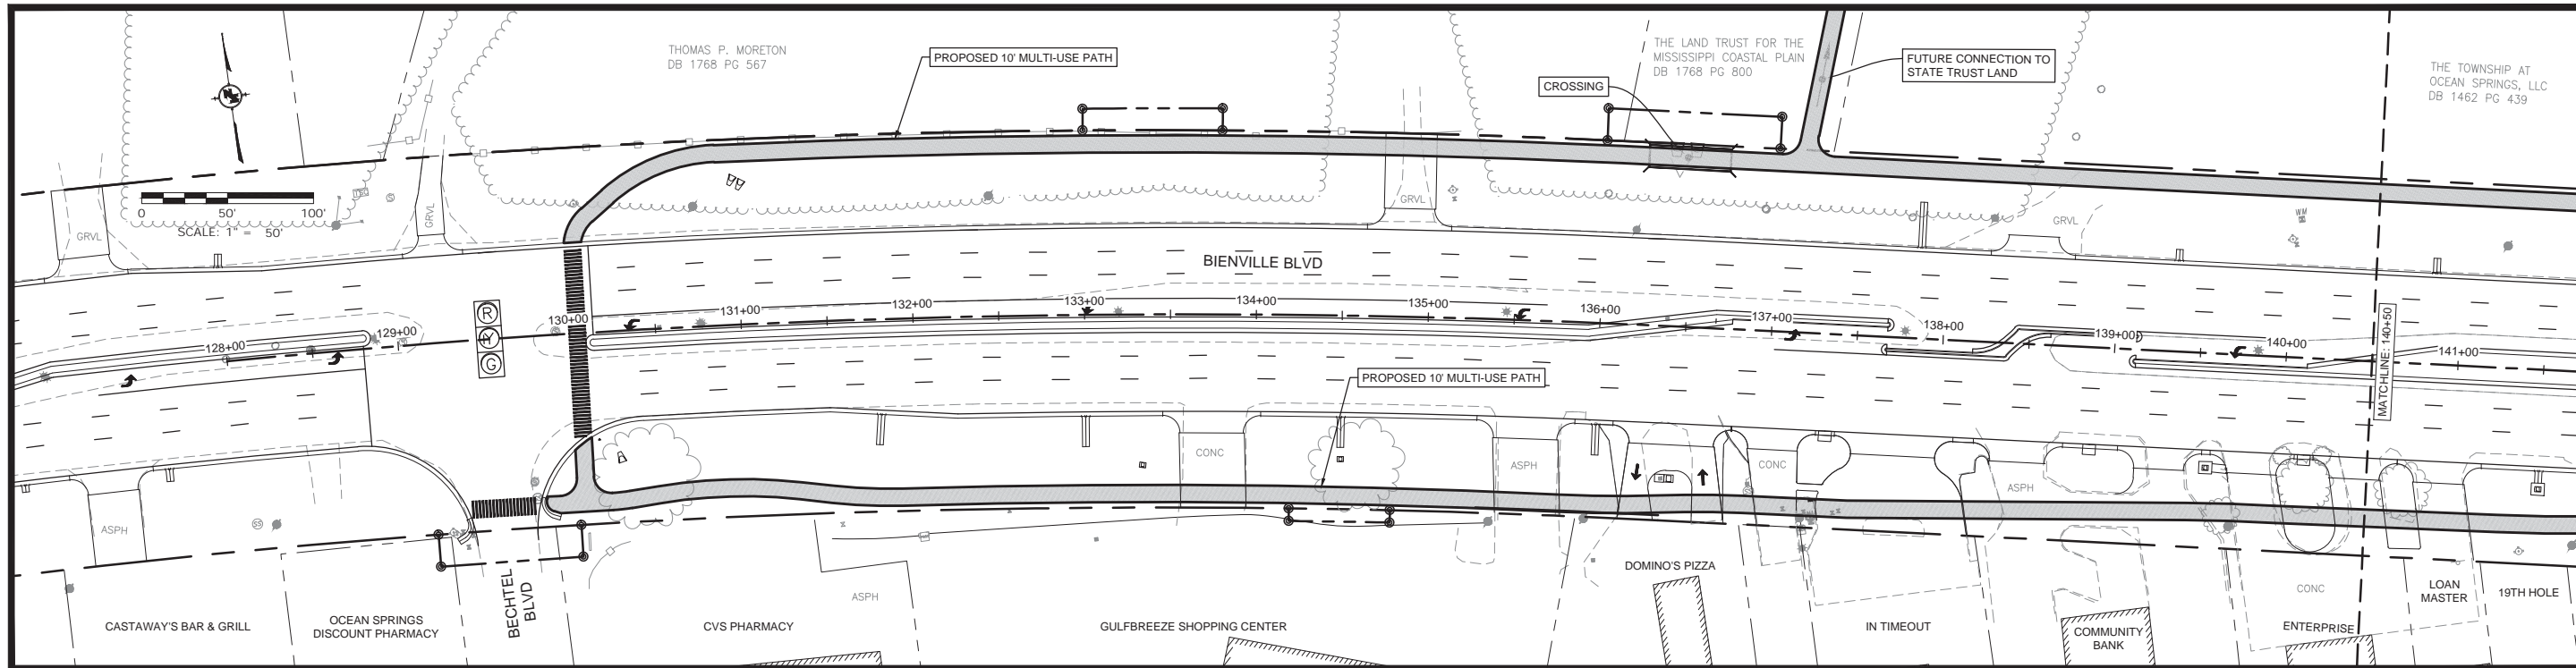 THOMAS P. MORETON
DB 1768 PG 567
PROPOSED 10' MULTI-USE PATH
THE LAND TRUST FOR THE
MISSISSIPPI COASTAL PLAIN
DB 1768 PG 800
CROSSING
FUTURE CONNECTION TO
STATE TRUST LAND
THE TOWNSHIP AT
OCEAN SPRINGS, LLC
DB 1462 PG 439
0 50' 100'
SCALE: 1" = 50'
GRVL
GRVL
GRVL
GRVL
WM
S
BIENVILLE BLVD
128+00
129+00
130+00
131+00
132+00
133+00
134+00
135+00
136+00
137+00
138+00
139+00
140+00
141+00
R
Y
G
MATCHLINE: 140+50
PROPOSED 10' MULTI-USE PATH
ASPH
SS
CONC
ASPH
CONC
ASPH
ASPH
CONC
CASTAWAY'S BAR & GRILL
OCEAN SPRINGS
DISCOUNT PHARMACY
BECHTEL
BLVD
CVS PHARMACY
GULFBREEZE SHOPPING CENTER
DOMINO'S PIZZA
IN TIMEOUT
COMMUNITY
BANK
ENTERPRISE
LOAN
MASTER
19TH HOLE